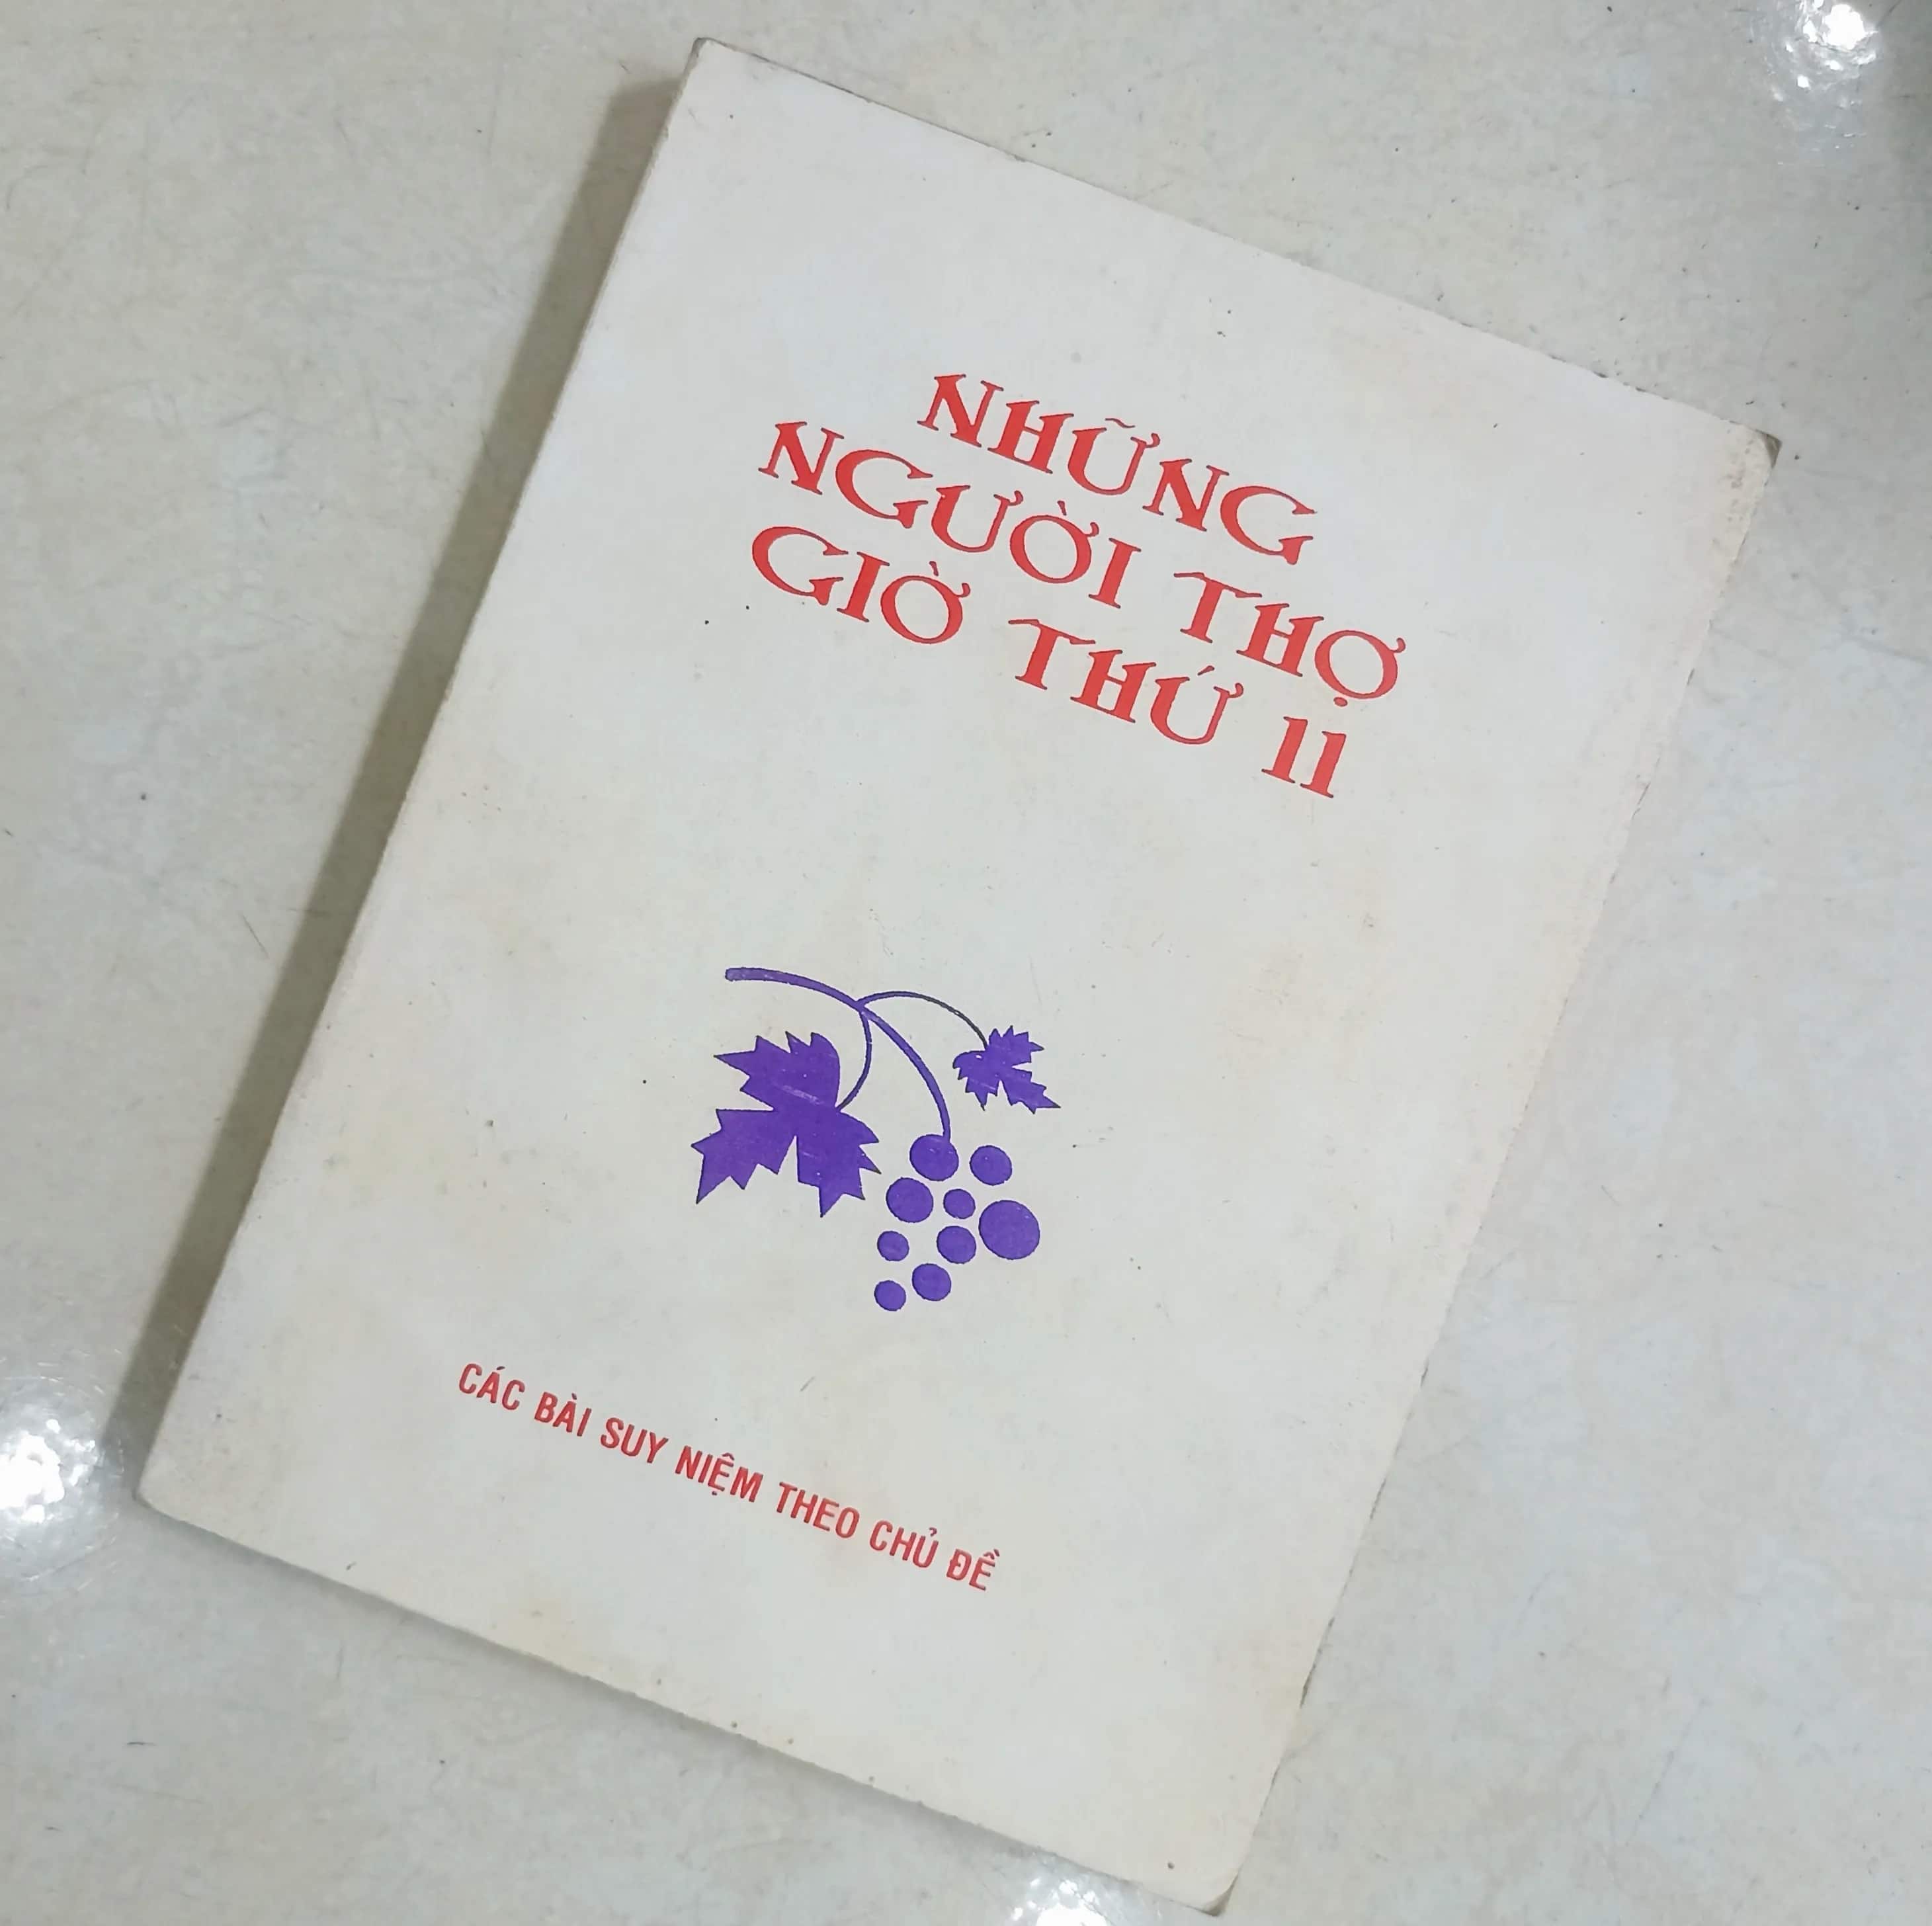 NHỮNG
NGƯỜI THỢ
GIỜ THỨ 11
CÁC BÀI SUY NIỆM THEO CHỦ ĐỀ